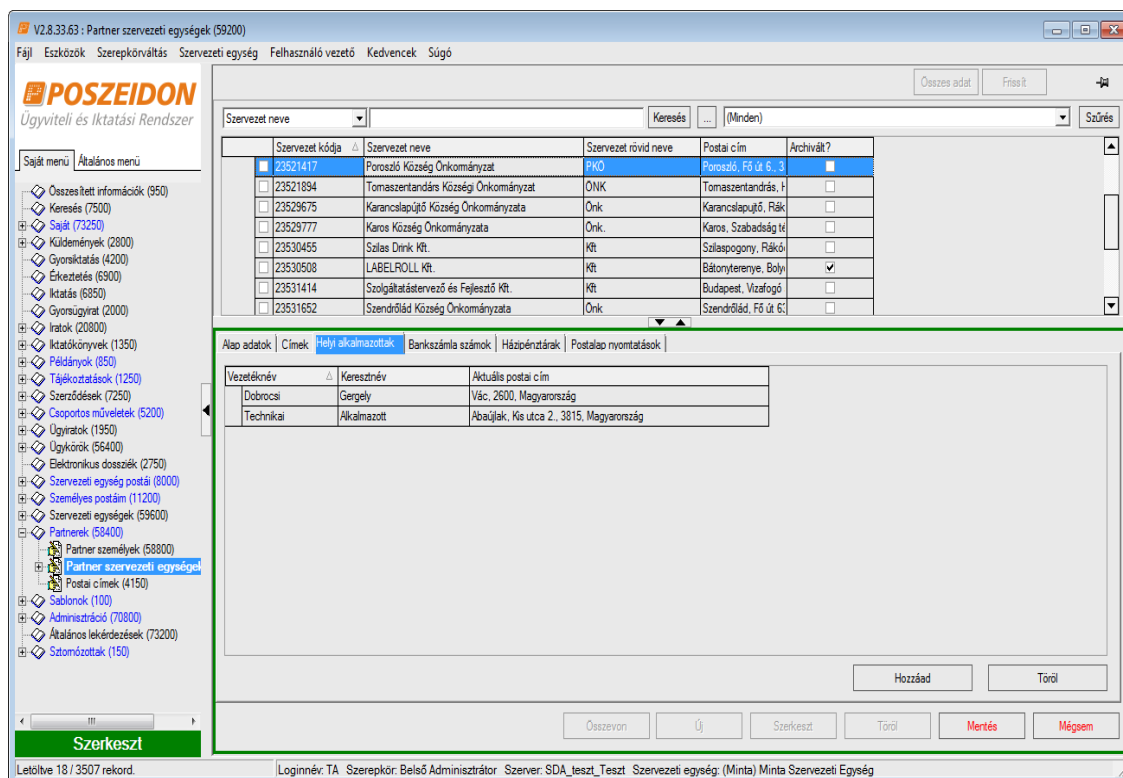 V2.8.33.63 : Partner szervezeti egységek (59200)
Fájl Eszközök Szerepkörváltás Szervezeti egység Felhasználó vezető Kedvencek Súgó
POSZEIDON
Ügyviteli és Iktatási Rendszer
Összes adat Frissít
Szervezet neve Keresés ... (Minden) Szűrés
Saját menü Általános menü
Összesített információk (950)
Keresés (7500)
Saját (73250)
Küldemények (2800)
Gyorsiktatás (4200)
Érkeztetés (6900)
Iktatás (6850)
Gyorsügyirat (2000)
Iratok (20800)
Iktatókönyvek (1350)
Példányok (850)
Tájékoztatások (1250)
Szerződések (7250)
Csoportos műveletek (5200)
Ügyiratok (1950)
Ügykörök (56400)
Elektronikus dossziék (2750)
Szervezeti egység postái (8000)
Személyes postáim (11200)
Szervezeti egységek (59600)
Partnerek (58400)
Partner személyek (58800)
Partner szervezeti egységek
Postai címek (4150)
Sablonok (100)
Adminisztráció (70800)
Általános lekérdezések (73200)
Sztornózottak (150)
Szerkeszt
Szervezet kódja Szervezet neve Szervezet rövid neve Postai cím Archivált?
23521417 Poroszló Község Önkormányzat PKÖ Poroszló, Fő út 6., 3
23521894 Tornaszentandrás Községi Önkormányzat ÖNK Tornaszentandrás, H
23529675 Karancslapújtő Község Önkormányzata Önk Karancslapujtő, Rák
23529777 Karos Község Önkormányzata Önk. Karos, Szabadság té
23530455 Szilas Drink Kft. Kft Szilaspogony, Rákó
23530508 LABELROLL Kft. Kft Bátonyterenye, Boly
23531414 Szolgáltatástervező és Fejlesztő Kft. Kft Budapest, Vizafogó
23531652 Szendrőlád Község Önkormányzata Önk Szendrőlád, Fő út 63
Alap adatok Címek Helyi alkalmazottak Bankszámla számok Házipénztárak Postalap nyomtatások
Vezetéknév Keresztnév Aktuális postai cím
Dobrocsi Gergely Vác, 2600, Magyarország
Technikai Alkalmazott Abaújlak, Kis utca 2., 3815, Magyarország
Hozzáad Töröl
Összevon Új Szerkeszt Töröl Mentés Mégsem
Letöltve 18 / 3507 rekord. Loginnév: TA Szerepkör: Belső Adminisztrátor Szerver: SDA_teszt_Teszt Szervezeti egység: (Minta) Minta Szervezeti Egység